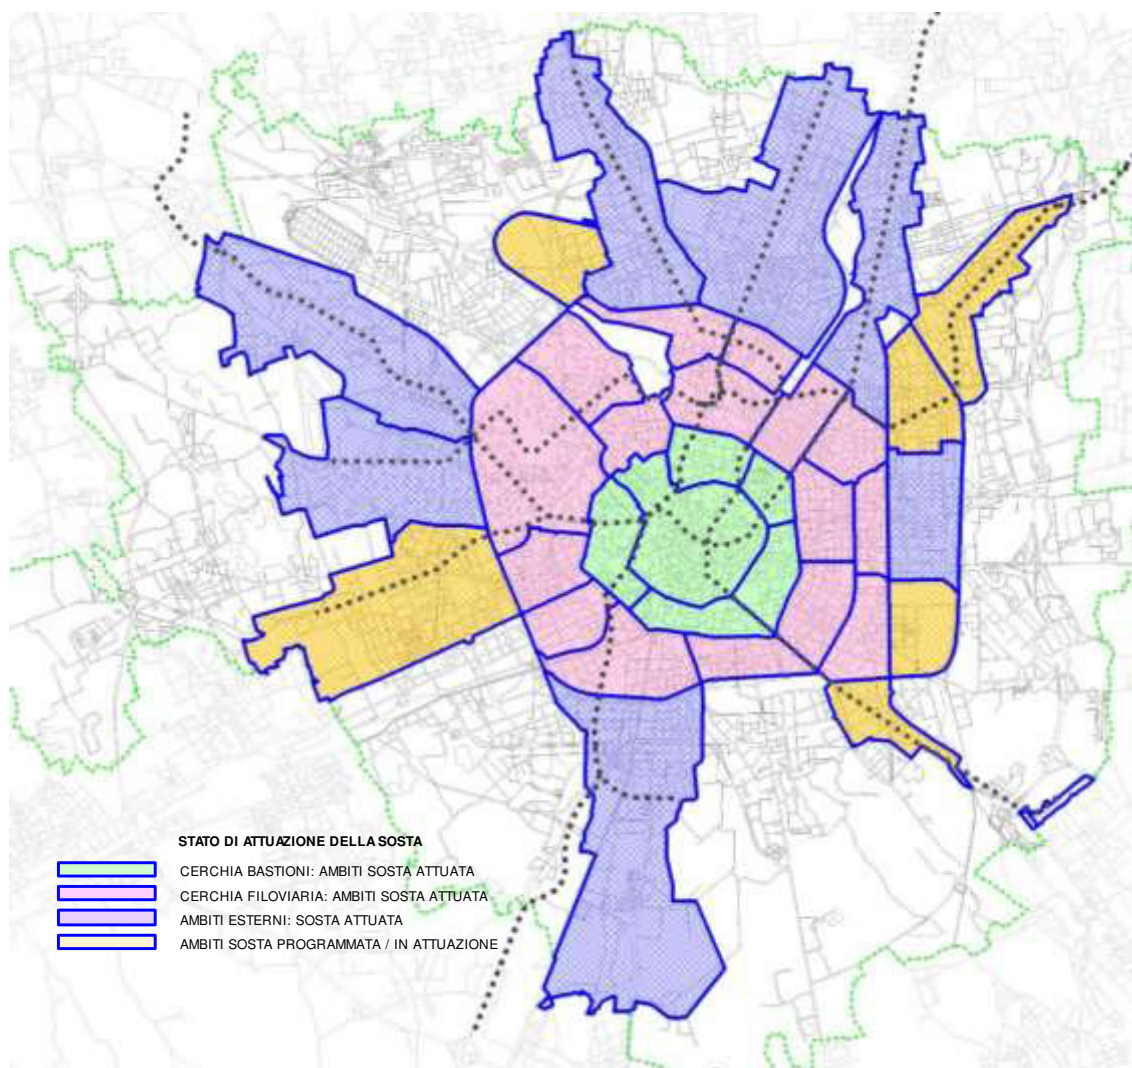 STATO DI ATTUAZIONE DELLA SOSTA
CERCHIA BASTIONI: AMBITI SOSTA ATTUATA
CERCHIA FILOVIARIA: AMBITI SOSTA ATTUATA
AMBITI ESTERNI: SOSTA ATTUATA
AMBITI SOSTA PROGRAMMATA / IN ATTUAZIONE